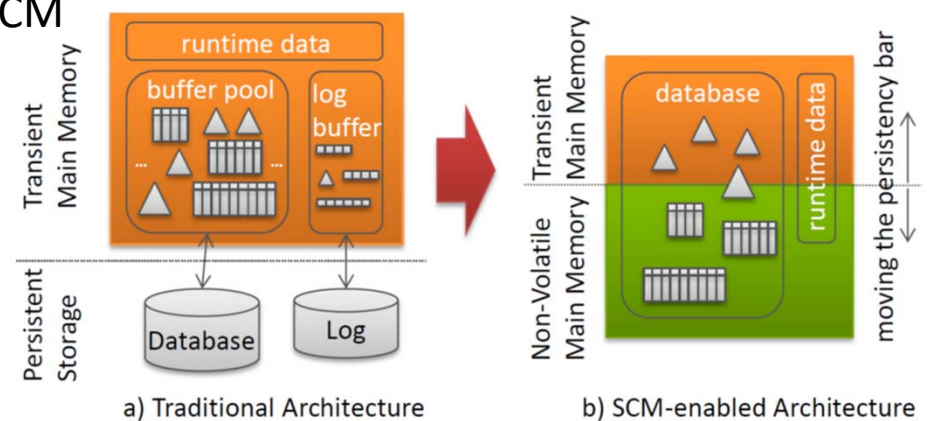 CM
runtime data
buffer pool
log
buffer
...
...
Transient
Main Memory
Persistent
Storage
Database
Log
a) Traditional Architecture
database
runtime data
Transient
Main Memory
Non-Volatile
Main Memory
moving the persistency bar
b) SCM-enabled Architecture